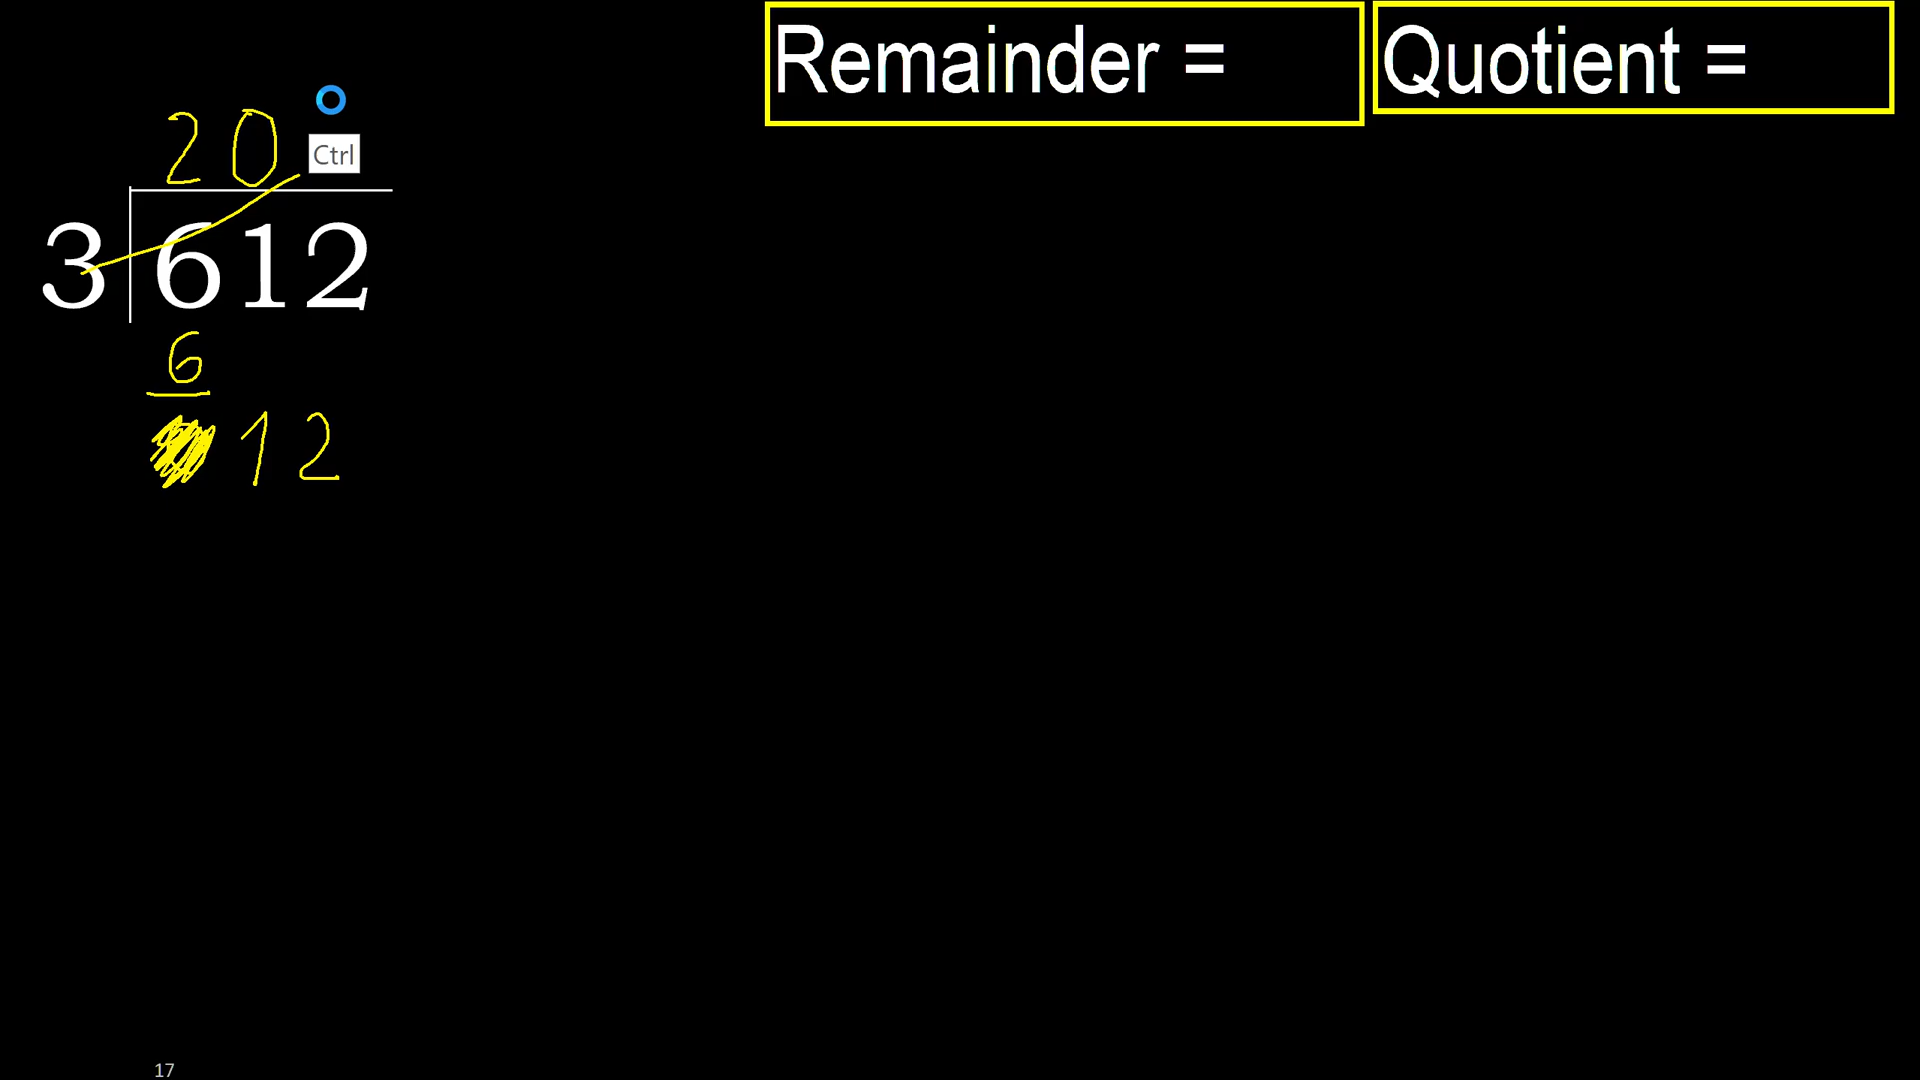 Remainder =
Quotient =
20
Ctrl
3 612
6
12
17